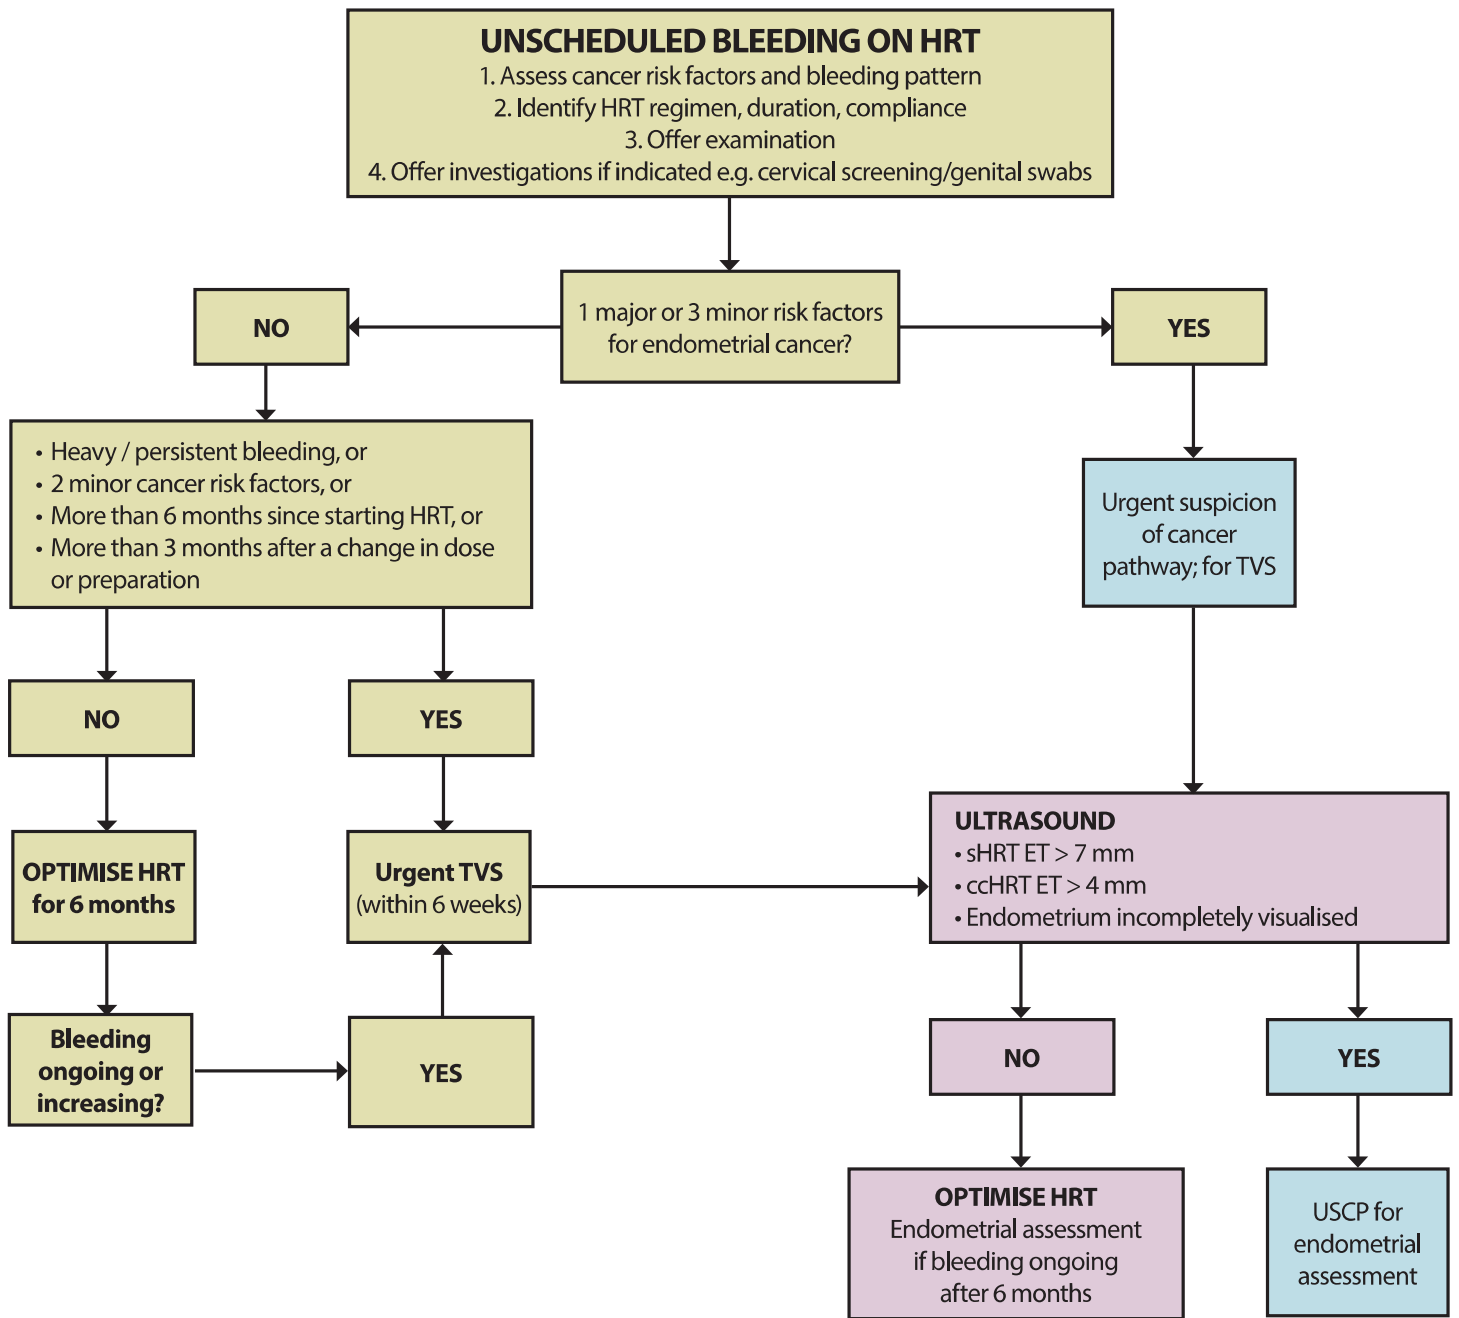 UNSCHEDULED BLEEDING ON HRT
1. Assess cancer risk factors and bleeding pattern
2. Identify HRT regimen, duration, compliance
3. Offer examination
4. Offer investigations if indicated e.g. cervical screening/genital swabs
1 major or 3 minor risk factors
for endometrial cancer?
NO
YES
• Heavy / persistent bleeding, or
• 2 minor cancer risk factors, or
• More than 6 months since starting HRT, or
• More than 3 months after a change in dose
or preparation
Urgent suspicion
of cancer
pathway; for TVS
NO
YES
OPTIMISE HRT
for 6 months
Urgent TVS
(within 6 weeks)
ULTRASOUND
• sHRT ET > 7 mm
• ccHRT ET > 4 mm
• Endometrium incompletely visualised
Bleeding
ongoing or
increasing?
YES
NO
YES
OPTIMISE HRT
Endometrial assessment
if bleeding ongoing
after 6 months
USCP for
endometrial
assessment